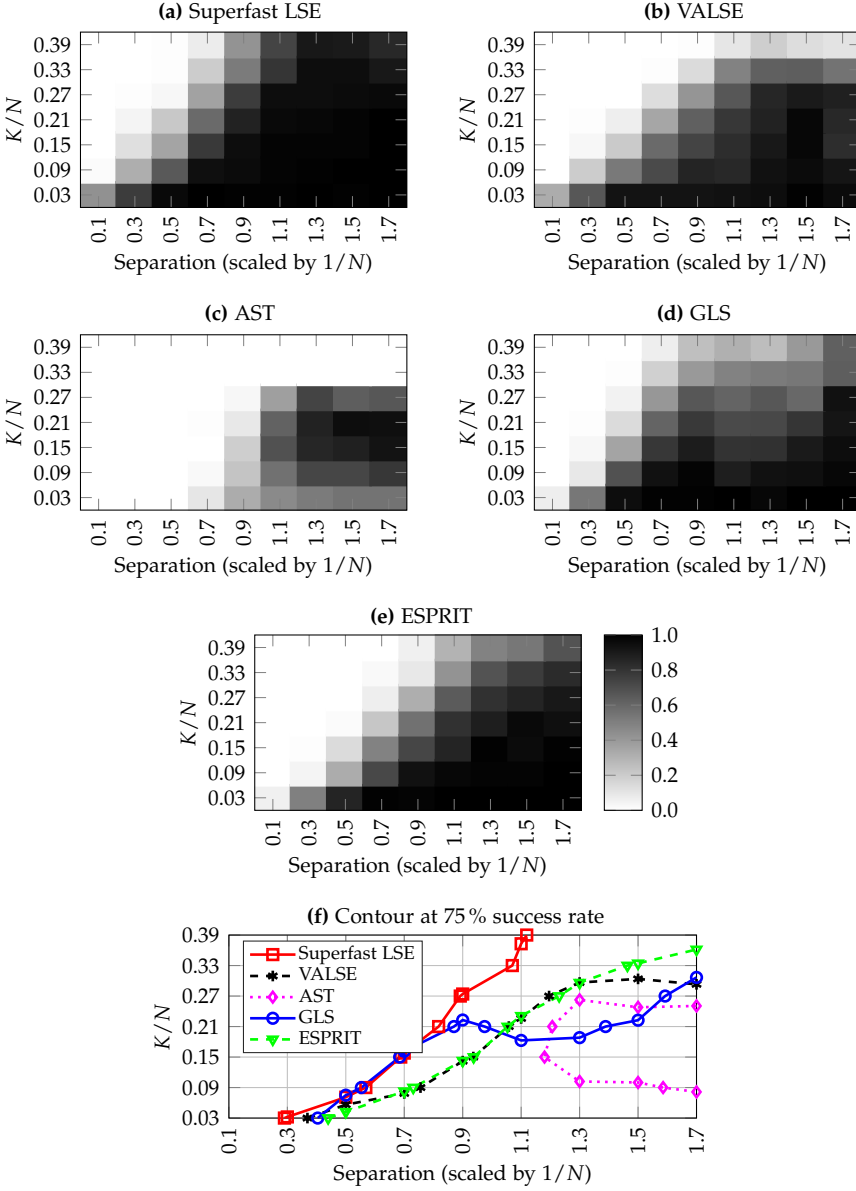 (a) Superfast LSE
K/N
0.39
0.33
0.27
0.21
0.15
0.09
0.03
0.1 0.3 0.5 0.7 0.9 1.1 1.3 1.5 1.7
Separation (scaled by 1/N)
(b) VALSE
K/N
0.39
0.33
0.27
0.21
0.15
0.09
0.03
0.1 0.3 0.5 0.7 0.9 1.1 1.3 1.5 1.7
Separation (scaled by 1/N)
(c) AST
K/N
0.39
0.33
0.27
0.21
0.15
0.09
0.03
0.1 0.3 0.5 0.7 0.9 1.1 1.3 1.5 1.7
Separation (scaled by 1/N)
(d) GLS
K/N
0.39
0.33
0.27
0.21
0.15
0.09
0.03
0.1 0.3 0.5 0.7 0.9 1.1 1.3 1.5 1.7
Separation (scaled by 1/N)
(e) ESPRIT
K/N
0.39
0.33
0.27
0.21
0.15
0.09
0.03
0.1 0.3 0.5 0.7 0.9 1.1 1.3 1.5 1.7
Separation (scaled by 1/N)
1.0
0.8
0.6
0.4
0.2
0.0
(f) Contour at 75% success rate
K/N
0.39
0.33
0.27
0.21
0.15
0.09
0.03
Superfast LSE
VALSE
AST
GLS
ESPRIT
0.1 0.3 0.5 0.7 0.9 1.1 1.3 1.5 1.7
Separation (scaled by 1/N)